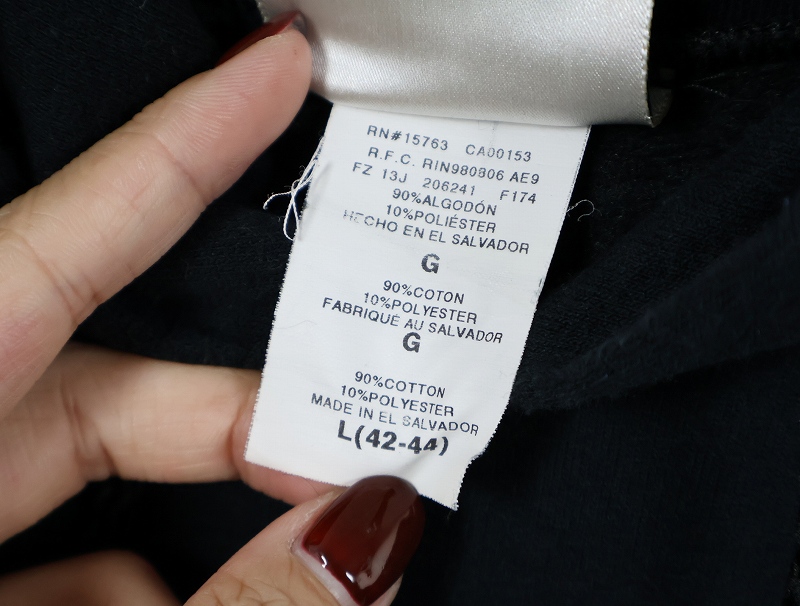 RN#15763 CA00153
R.F.C. RIN980806 AE9
FZ 13J 206241 F174
90%ALGODÓN
10%POLIÉSTER
HECHO EN EL SALVADOR
G
90%COTON
10%POLYESTER
FABRIQUÉ AU SALVADOR
G
90%COTTON
10%POLYESTER
MADE IN EL SALVADOR
L(42-44)